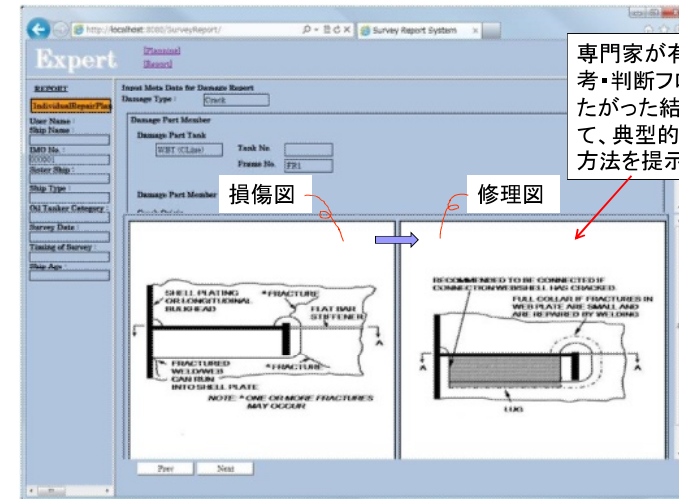 http://localhost:8080/SurveyReport/
Survey Report System
Expert
[Planning]
[Report]
専門家が有
考・判断フロ
たがった結
て、典型的
方法を提示
REPORT
IndividualRepairPlan
User Name :
Ship Name :
IMO No. :
Sister Ship :
Ship Type :
Oil Tanker Category :
Survey Date :
Timing of Survey :
Ship Age :
Input Meta Data for Damage Report
Damage Type :
Crack
Damage Part Member
Damage Part Tank
WBT (CLine)
Tank No.
Frame No.
FR1
Damage Part Member
損傷図
修理図
SHELL PLATING
OR LONGITUDINAL
BULKHEAD
*FRACTURE
FLAT BAR
STIFFENER
A
A
FRACTURED
WELD/WEB
CAN RUN
INTO SHELL PLATE
*FRACTURE
NOTE: *ONE OR MORE FRACTURES
MAY OCCUR
RECOMMENDED TO BE CONNECTED IF
CONNECTION WEB/SHELL HAS CRACKED.
FULL COLLAR IF FRACTURES IN
WEB PLATE ARE SMALL AND
ARE REPAIRED BY WELDING
A
A
LUG
Prev
Next